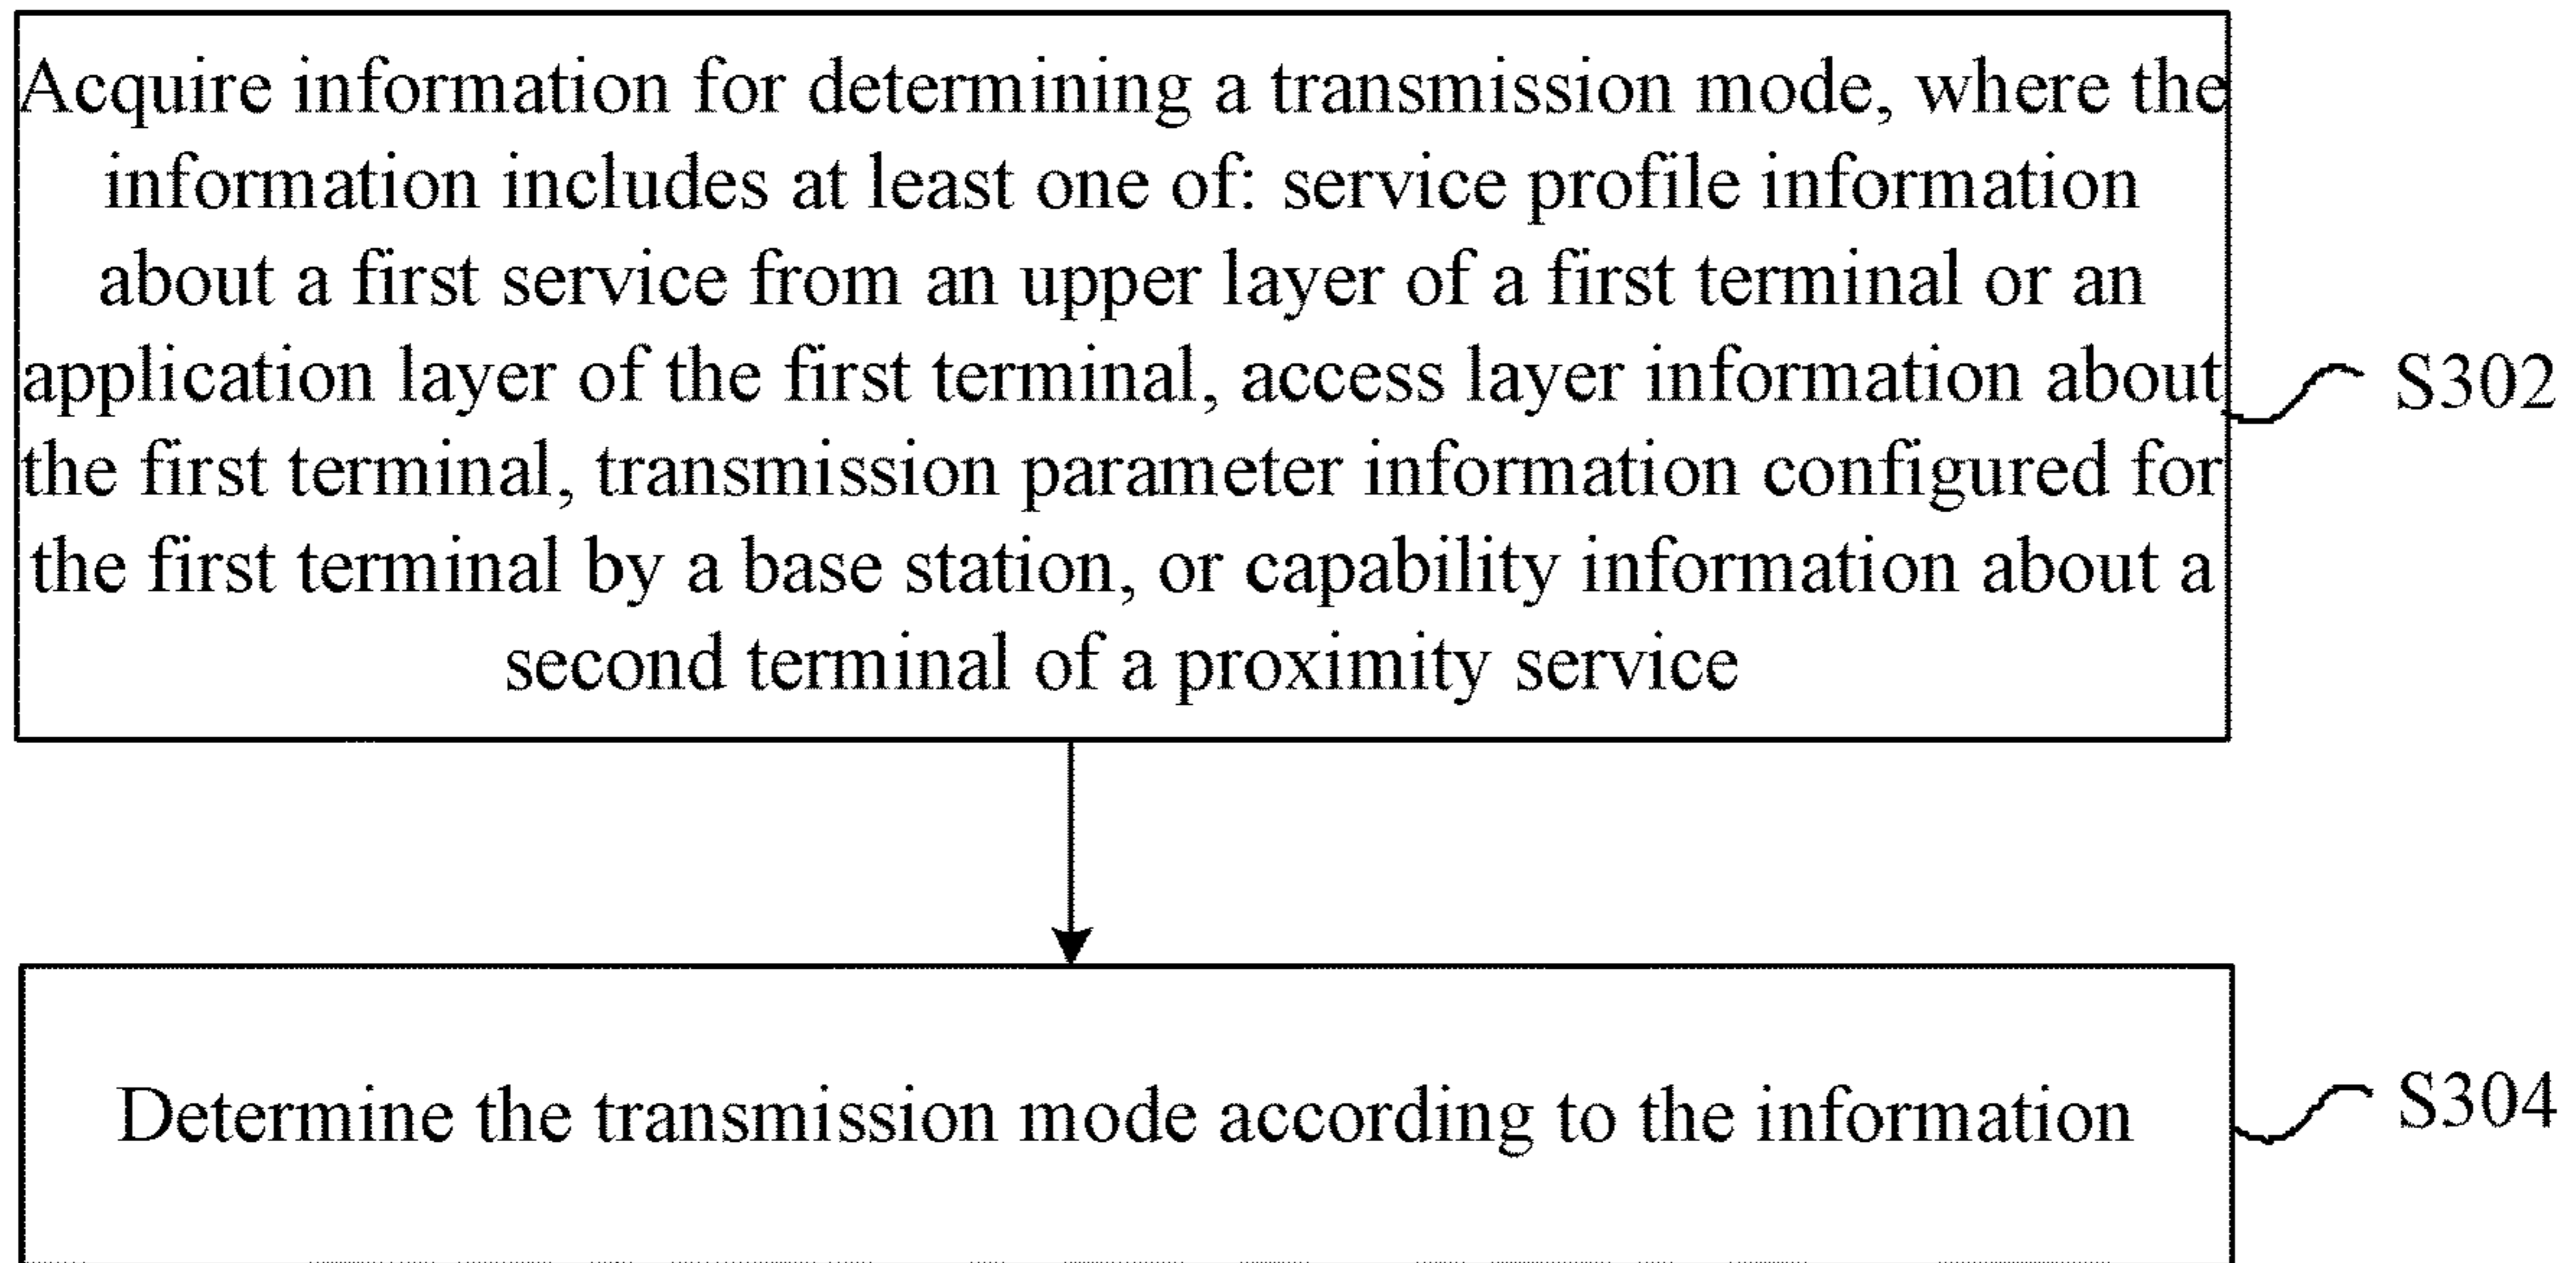 Acquire information for determining a transmission mode, where the
information includes at least one of: service profile information
about a first service from an upper layer of a first terminal or an
application layer of the first terminal, access layer information about
the first terminal, transmission parameter information configured for
the first terminal by a base station, or capability information about a
second terminal of a proximity service
S302
Determine the transmission mode according to the information
S304